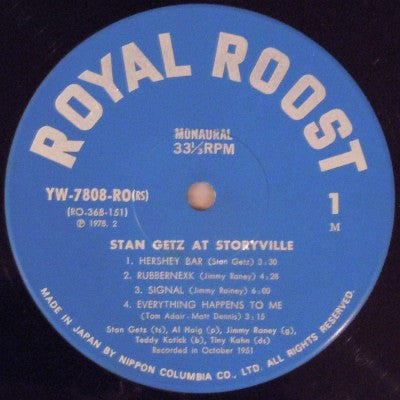 ROYAL ROOST
MONAURAL
33⅓RPM
YW-7808-RO(RS)
(RO-368-151)
Ⓟ 1978. 2
1
M
STAN GETZ AT STORYVILLE
1. HERSHEY BAR (Stan Getz) 3:30
2. RUBBERNEXK (Jimmy Raney) 4:28
3. SIGNAL (Jimmy Rainey) 6:00
4. EVERYTHING HAPPENS TO ME
(Tom Adair - Matt Dennis) 3:15
Stan Getz (ts), Al Haig (p), Jimmy Raney (g),
Teddy Kotick (b), Tiny Kahn (ds)
Recorded in October 1951
MADE IN JAPAN BY NIPPON COLUMBIA CO., LTD. ALL RIGHTS RESERVED.